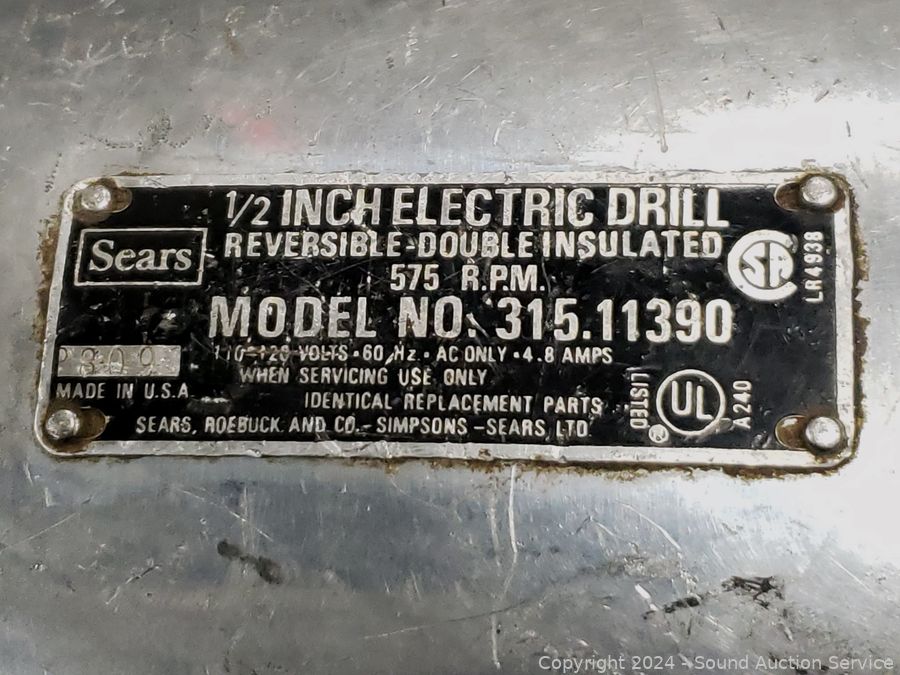 1/2 INCH ELECTRIC DRILL
Sears
REVERSIBLE-DOUBLE INSULATED
575 R.P.M.
MODEL NO. 315.11390
110-120 VOLTS • 60 Hz. • AC ONLY • 4.8 AMPS
WHEN SERVICING USE ONLY
MADE IN U.S.A.
IDENTICAL REPLACEMENT PARTS
SEARS, ROEBUCK AND CO.-SIMPSONS-SEARS, LTD.
SA
LR4938
LISTED
UL
®
A240
Copyright © 2024 - Sound Auction Service